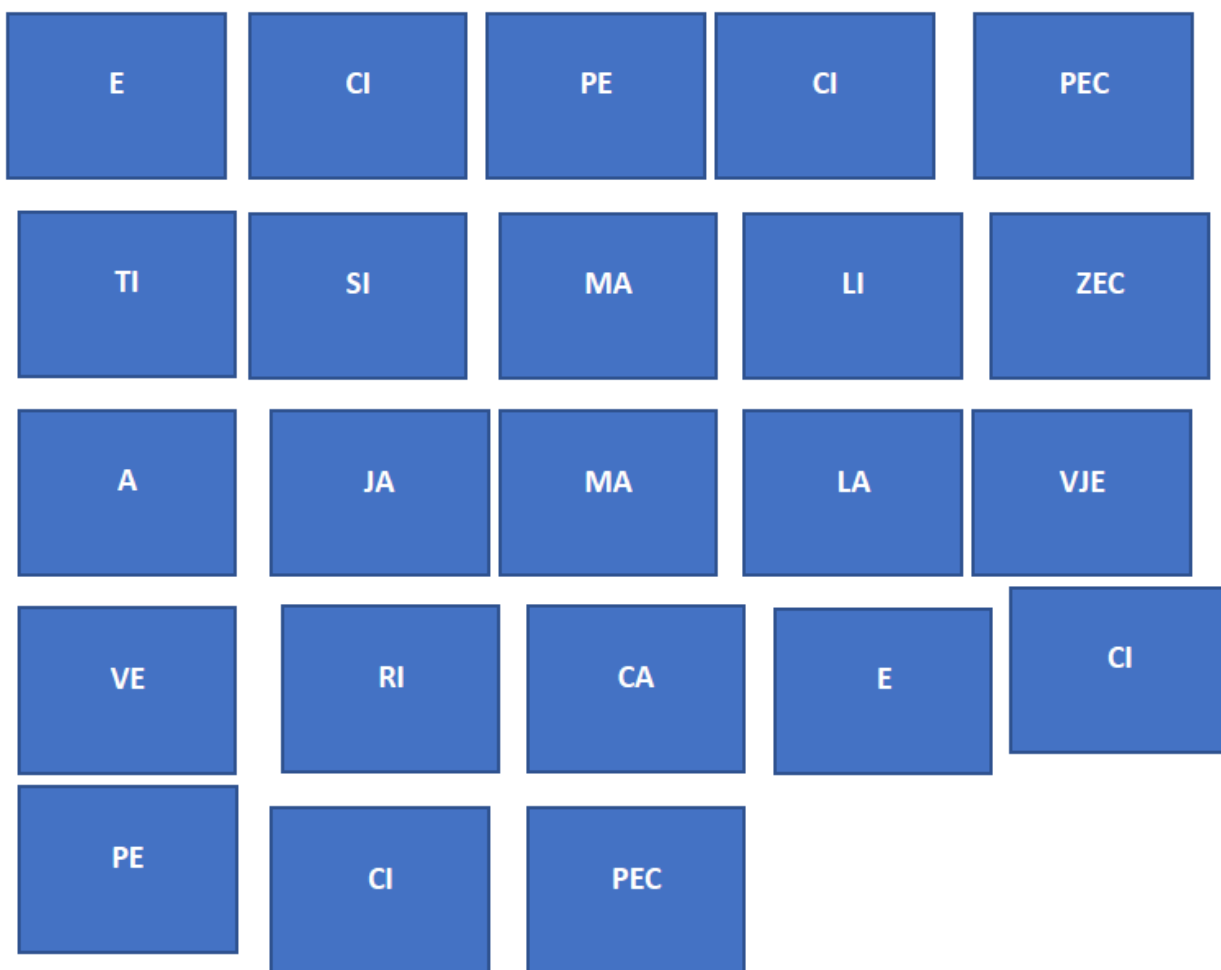 E CI PE CI PEC
TI SI MA LI ZEC
A JA MA LA VJE
VE RI CA E CI
PE CI PEC